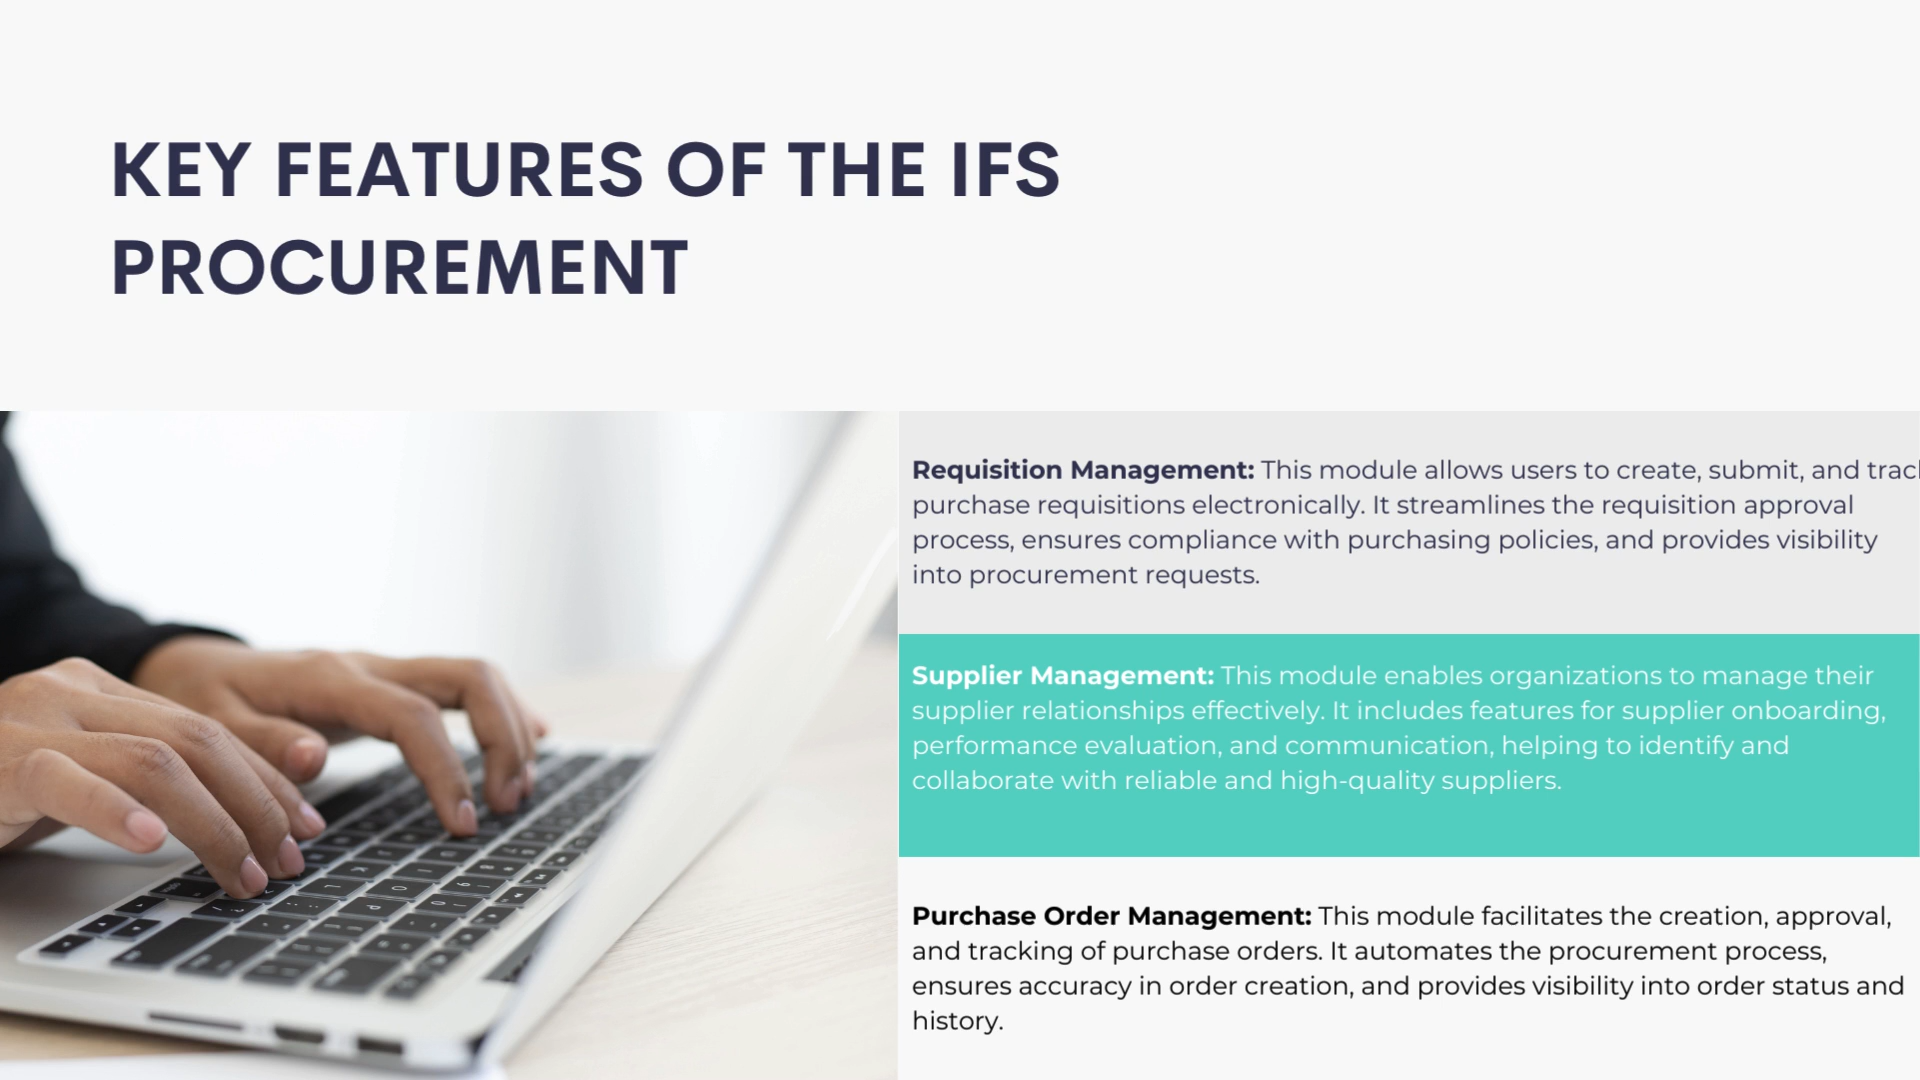 KEY FEATURES OF THE IFS
PROCUREMENT
Requisition Management: This module allows users to create, submit, and track
purchase requisitions electronically. It streamlines the requisition approval
process, ensures compliance with purchasing policies, and provides visibility
into procurement requests.
Supplier Management: This module enables organizations to manage their
supplier relationships effectively. It includes features for supplier onboarding,
performance evaluation, and communication, helping to identify and
collaborate with reliable and high-quality suppliers.
Purchase Order Management: This module facilitates the creation, approval,
and tracking of purchase orders. It automates the procurement process,
ensures accuracy in order creation, and provides visibility into order status and
history.